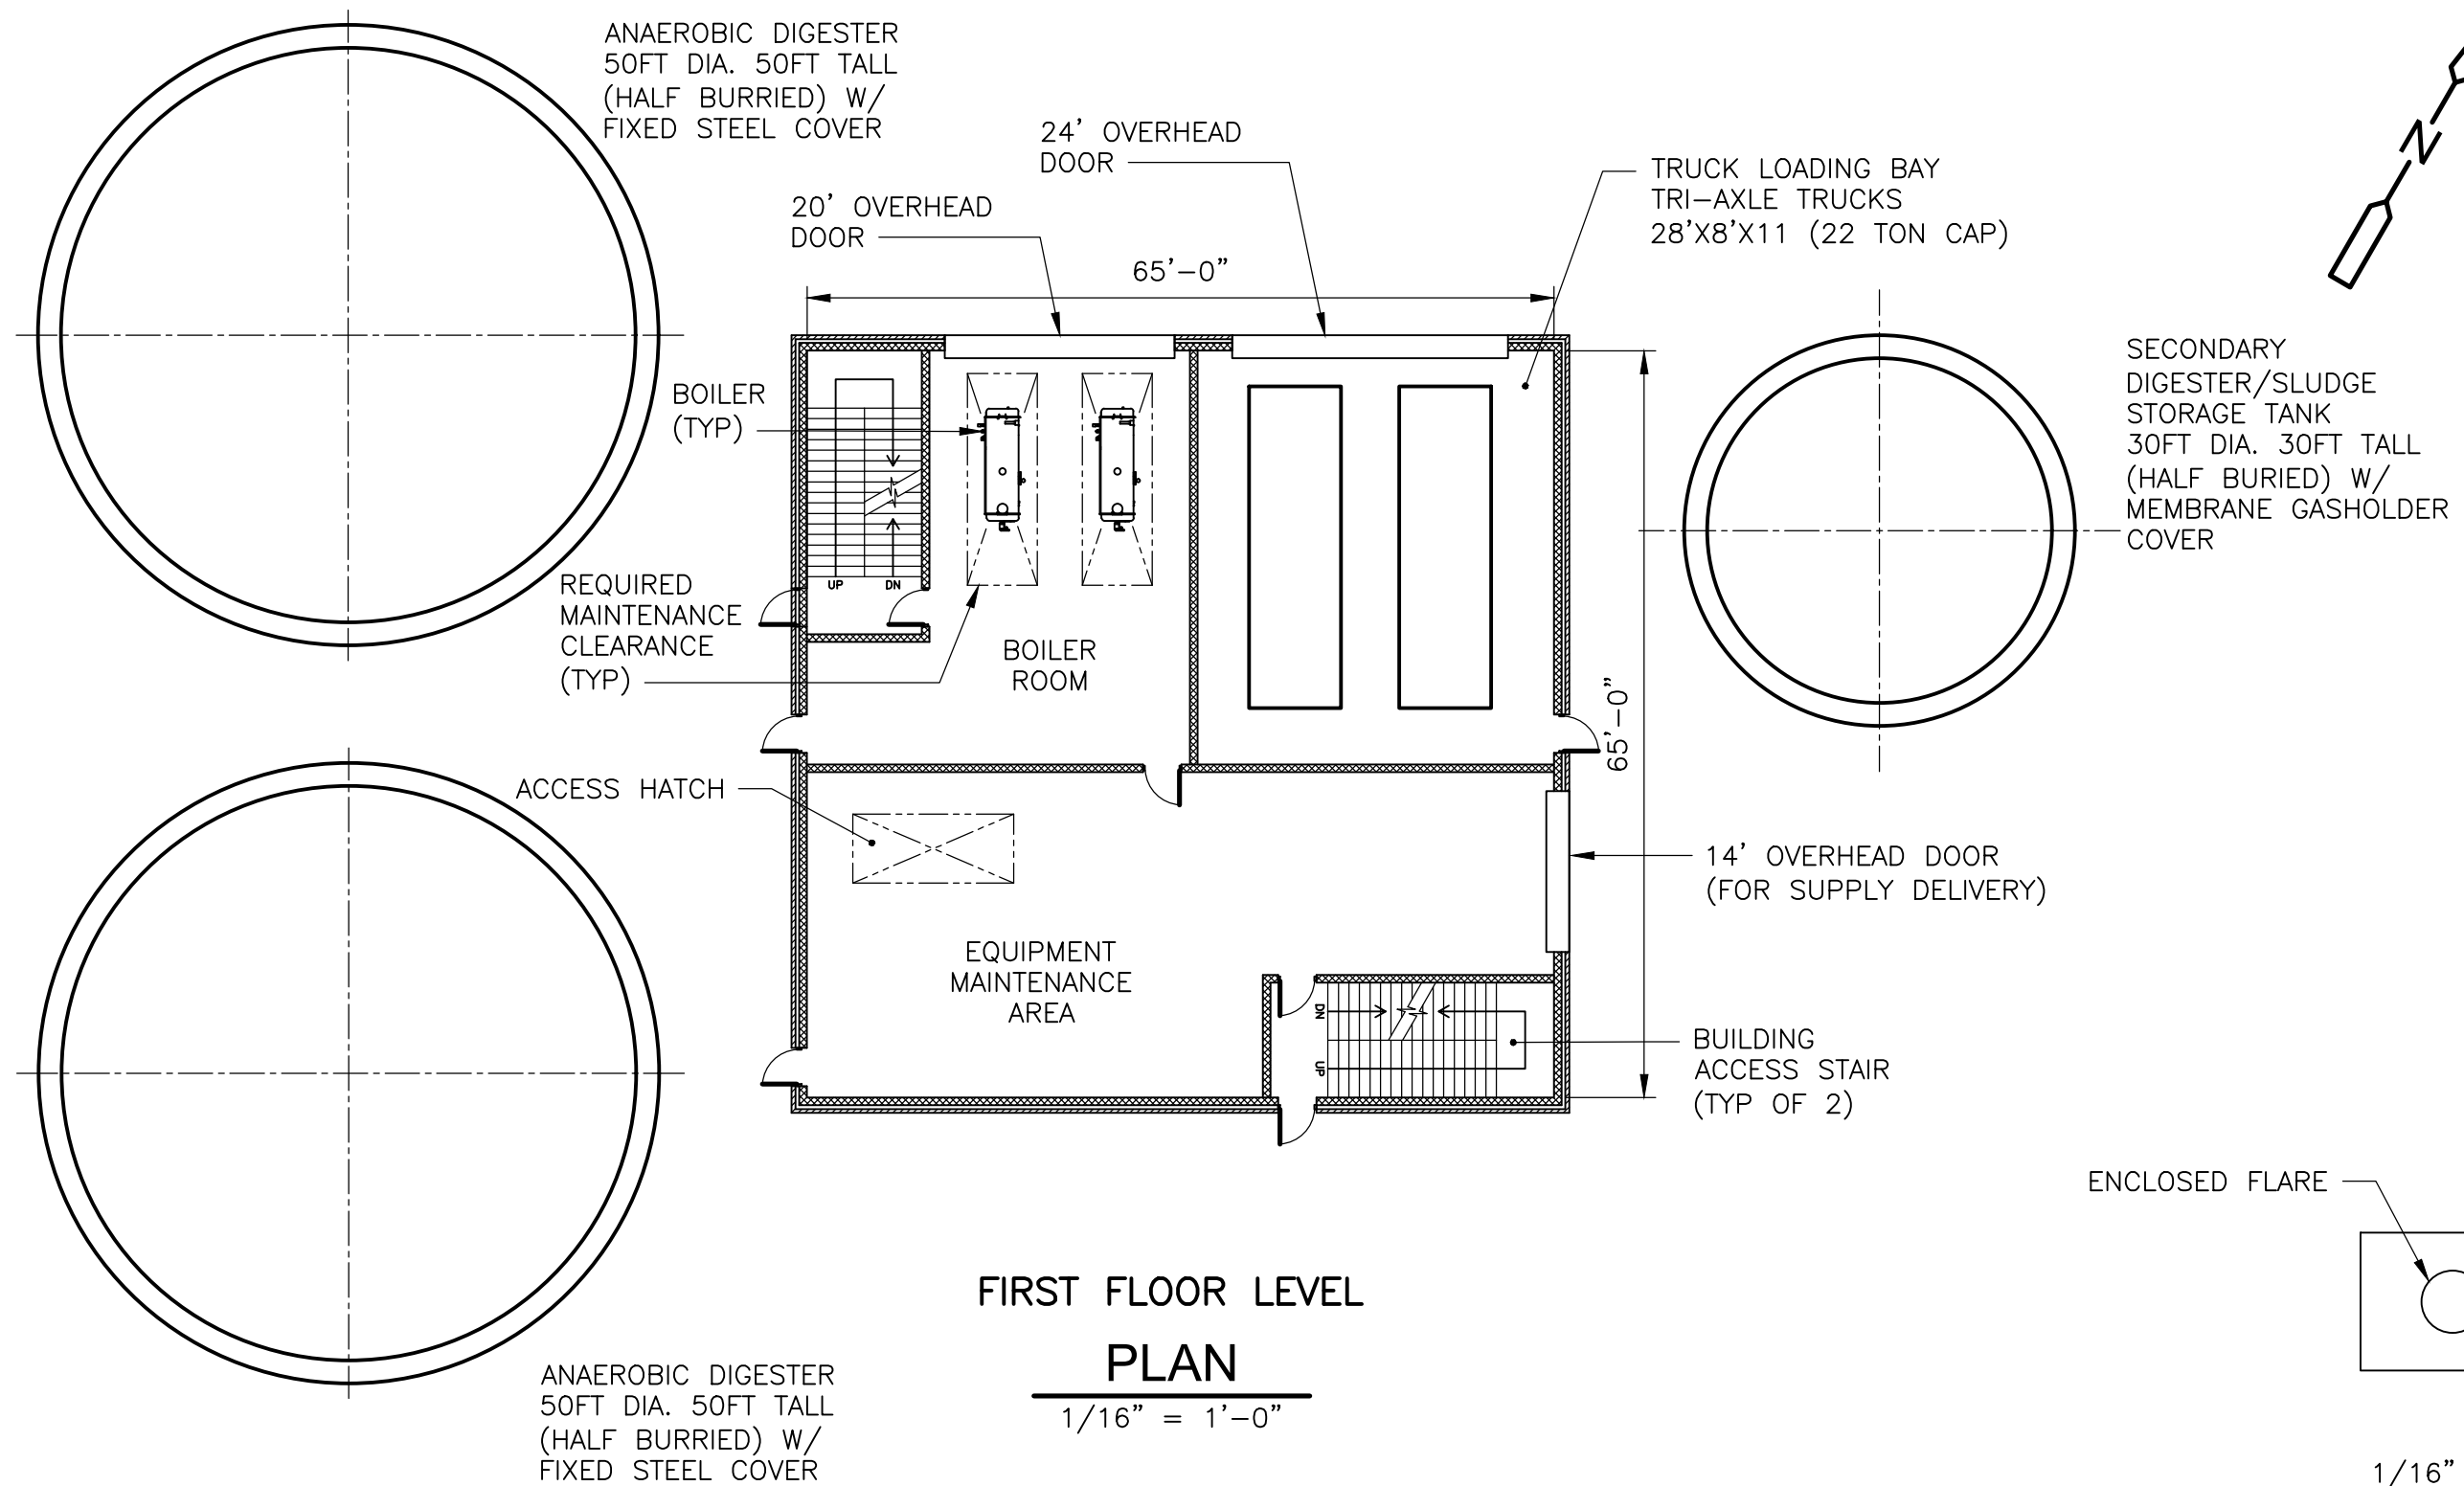 ANAEROBIC DIGESTER
50FT DIA. 50FT TALL
(HALF BURRIED) W/
FIXED STEEL COVER
24' OVERHEAD
DOOR
20' OVERHEAD
DOOR
TRUCK LOADING BAY
TRI-AXLE TRUCKS
28'X8'X11 (22 TON CAP)
N
65'-0"
SECONDARY
DIGESTER/SLUDGE
STORAGE TANK
30FT DIA. 30FT TALL
(HALF BURIED) W/
MEMBRANE GASHOLDER
COVER
BOILER
(TYP)
UP
DN
REQUIRED
MAINTENANCE
CLEARANCE
(TYP)
BOILER
ROOM
65'-0"
ACCESS HATCH
14' OVERHEAD DOOR
(FOR SUPPLY DELIVERY)
EQUIPMENT
MAINTENANCE
AREA
DN
UP
BUILDING
ACCESS STAIR
(TYP OF 2)
ENCLOSED FLARE
FIRST FLOOR LEVEL
PLAN
1/16" = 1'-0"
ANAEROBIC DIGESTER
50FT DIA. 50FT TALL
(HALF BURRIED) W/
FIXED STEEL COVER
1/16"